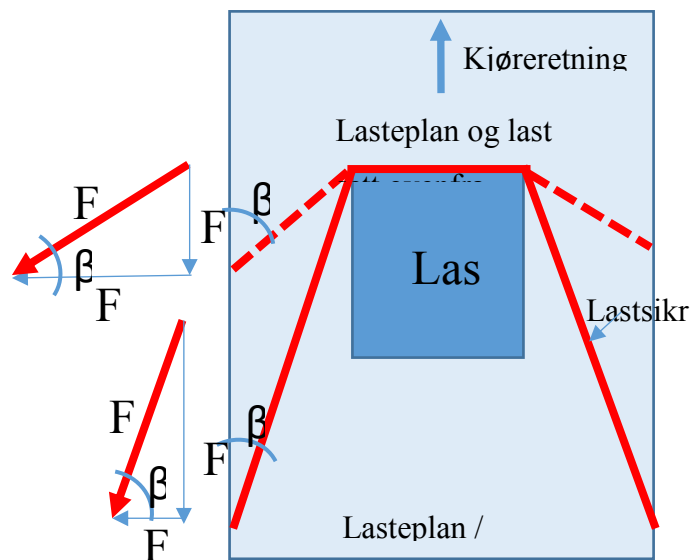 Kjøreretning
Lasteplan og last
F
β
F
β
F
Las
Lastsikr
F
β
F
β
F
Lasteplan /